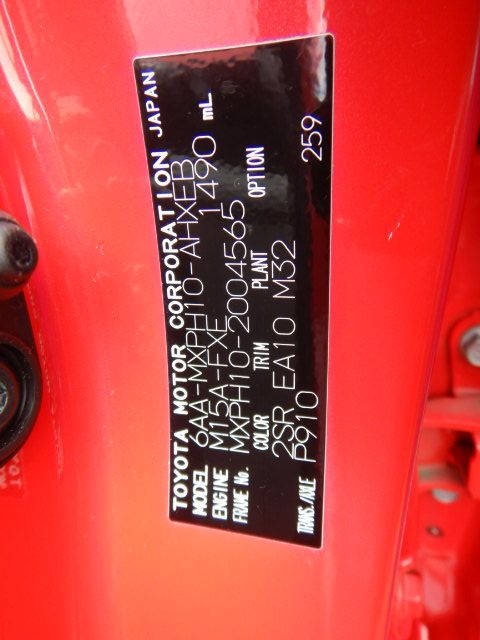 TOYOTA MOTOR CORPORATION JAPAN
MODEL 6AA-MXPH10-AHXEB
ENGINE M15A-FXE 1490 mL
FRAME No. MXPH10-2004565
COLOR TRIM PLANT OPTION
2SR EA10 M32
TRANS./AXLE P910 259